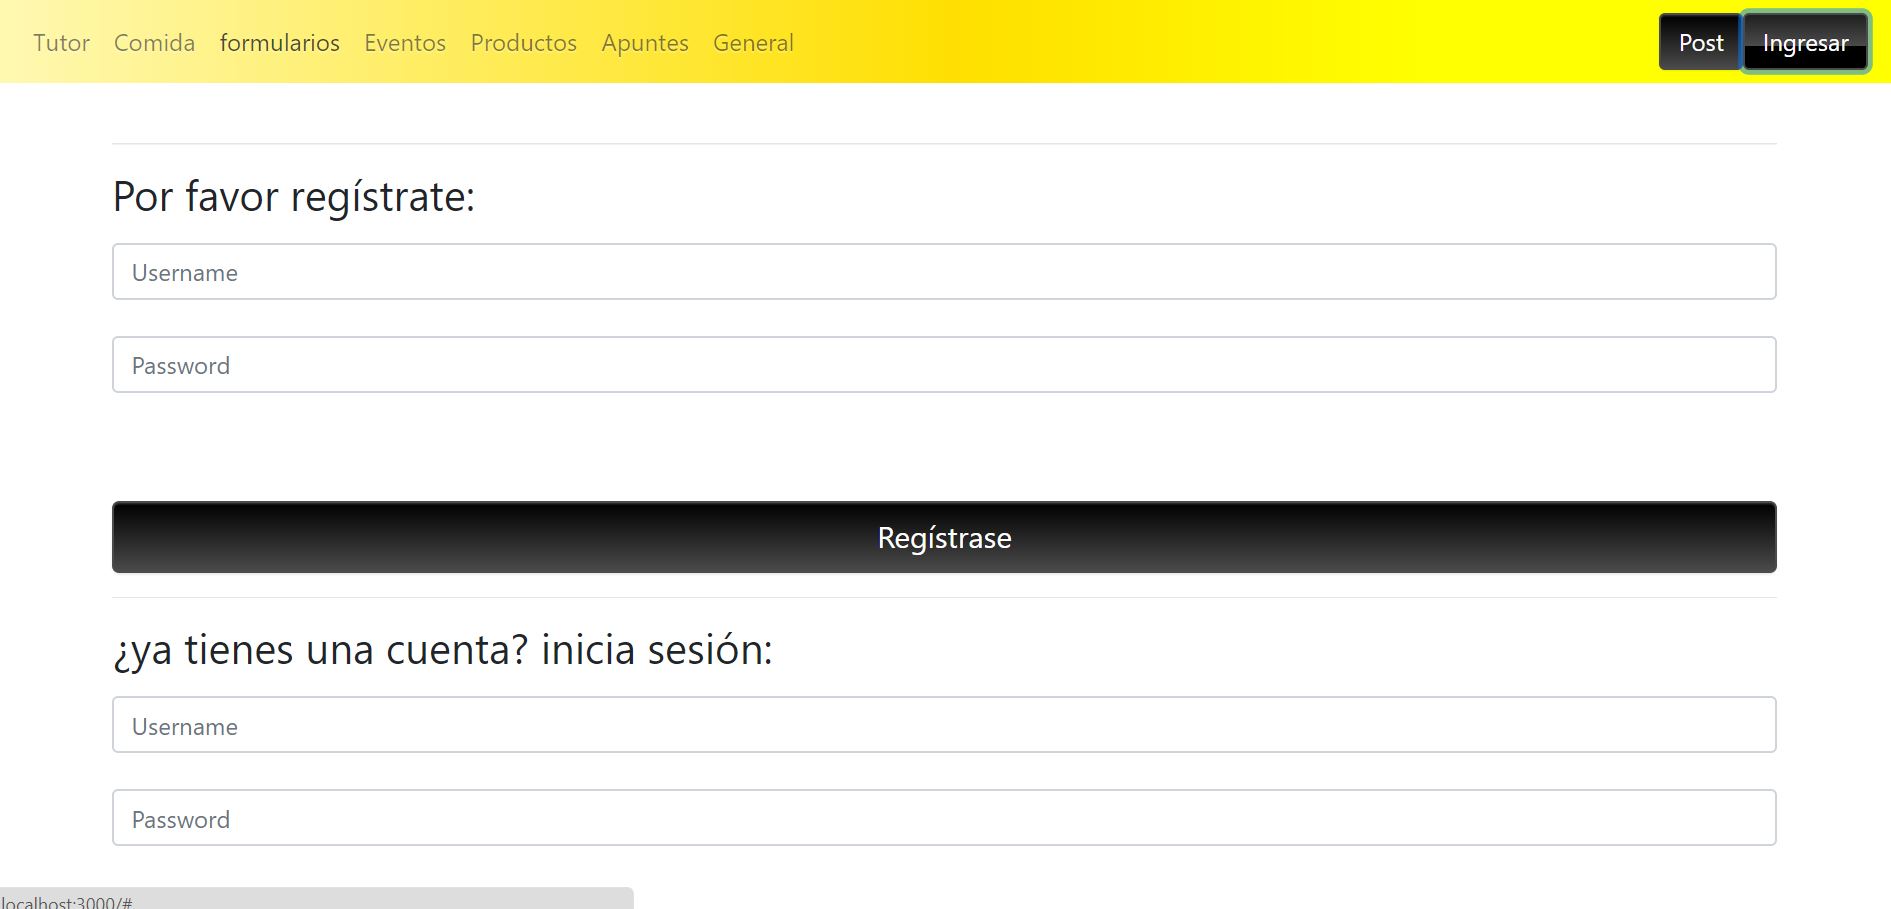 Tutor Comida formularios Eventos Productos Apuntes General Post Ingresar
Por favor regístrate:
Username
Password
Regístrase
¿ya tienes una cuenta? inicia sesión:
Username
Password
localhost:3000/#